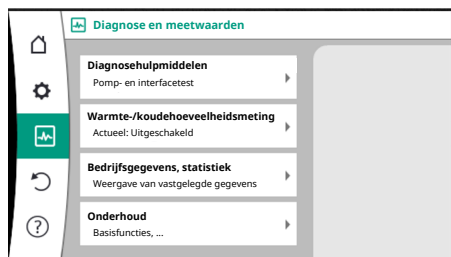 Diagnose en meetwaarden
Diagnosehulpmiddelen
Pomp- en interfacetest
Warmte-/koudehoeveelheidsmeting
Actueel: Uitgeschakeld
Bedrijfsgegevens, statistiek
Weergave van vastgelegde gegevens
Onderhoud
Basisfuncties, ...
?